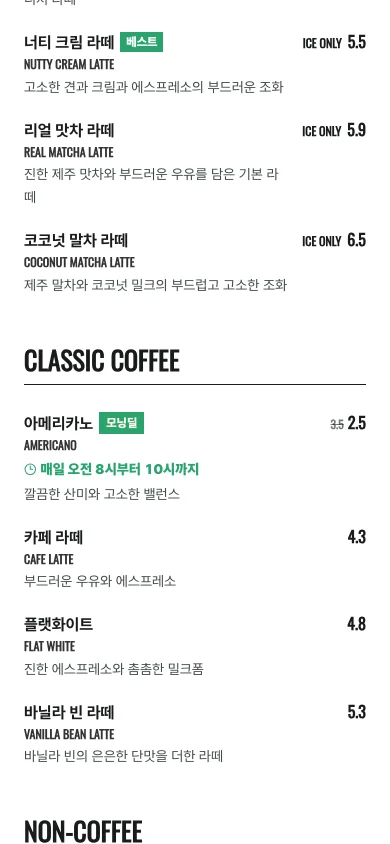 너티 크림 라떼 베스트 ICE ONLY 5.5
NUTTY CREAM LATTE
고소한 견과 크림과 에스프레소의 부드러운 조화
리얼 맛차 라떼 ICE ONLY 5.9
REAL MATCHA LATTE
진한 제주 맛차와 부드러운 우유를 담은 기본 라
떼
코코넛 말차 라떼 ICE ONLY 6.5
COCONUT MATCHA LATTE
제주 말차와 코코넛 밀크의 부드럽고 고소한 조화
CLASSIC COFFEE
아메리카노 모닝딜 3.5 2.5
AMERICANO
매일 오전 8시부터 10시까지
깔끔한 산미와 고소한 밸런스
카페 라떼 4.3
CAFE LATTE
부드러운 우유와 에스프레소
플랫화이트 4.8
FLAT WHITE
진한 에스프레소와 촘촘한 밀크폼
바닐라 빈 라떼 5.3
VANILLA BEAN LATTE
바닐라 빈의 은은한 단맛을 더한 라떼
NON-COFFEE